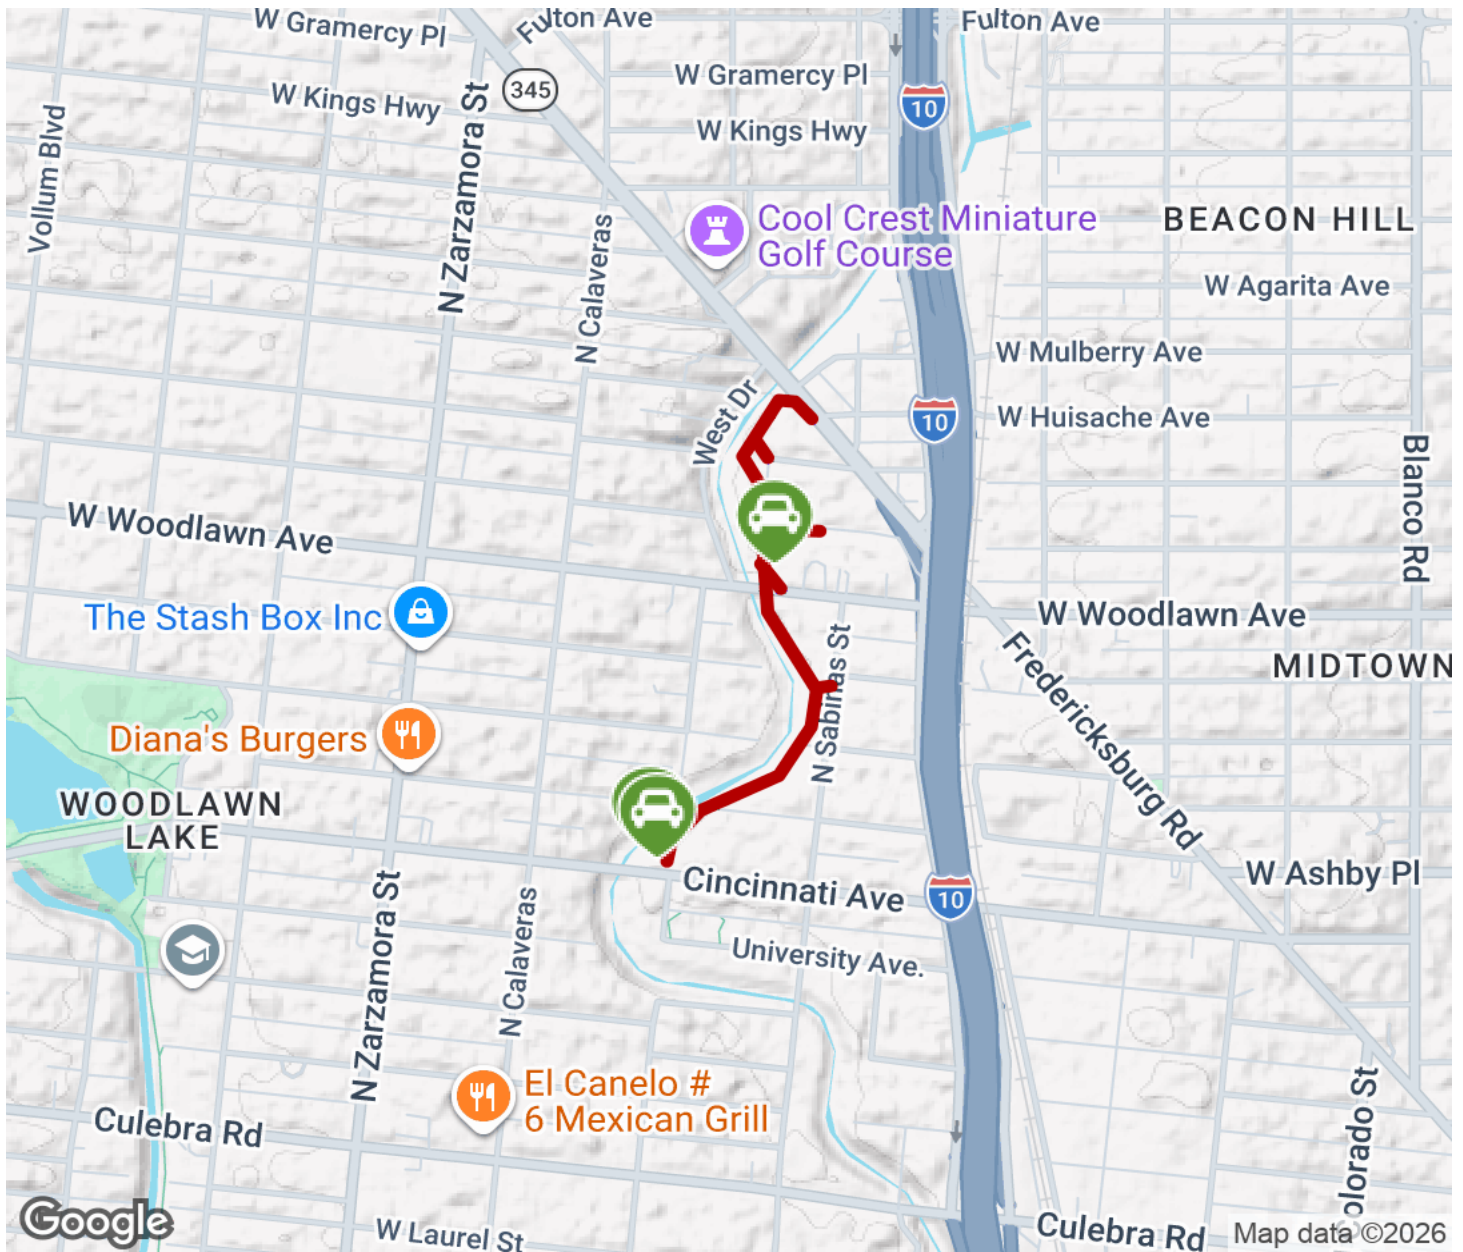 W Gramercy Pl
Fulton Ave
Fulton Ave
W Gramercy Pl
W Kings Hwy
345
10
W Kings Hwy
Vollum Blvd
N Zarzamora St
N Calaveras
Cool Crest Miniature
Golf Course
BEACON HILL
W Agarita Ave
W Mulberry Ave
West Dr
10
W Huisache Ave
Blanco Rd
W Woodlawn Ave
The Stash Box Inc
W Woodlawn Ave
MIDTOWN
Fredericksburg Rd
N Sabinas St
Diana's Burgers
WOODLAWN
LAKE
Cincinnati Ave
10
W Ashby Pl
University Ave.
N Zarzamora St
N Calaveras
El Canelo #
6 Mexican Grill
Culebra Rd
Colorado St
Google
W Laurel St
Culebra Rd
Map data ©2026